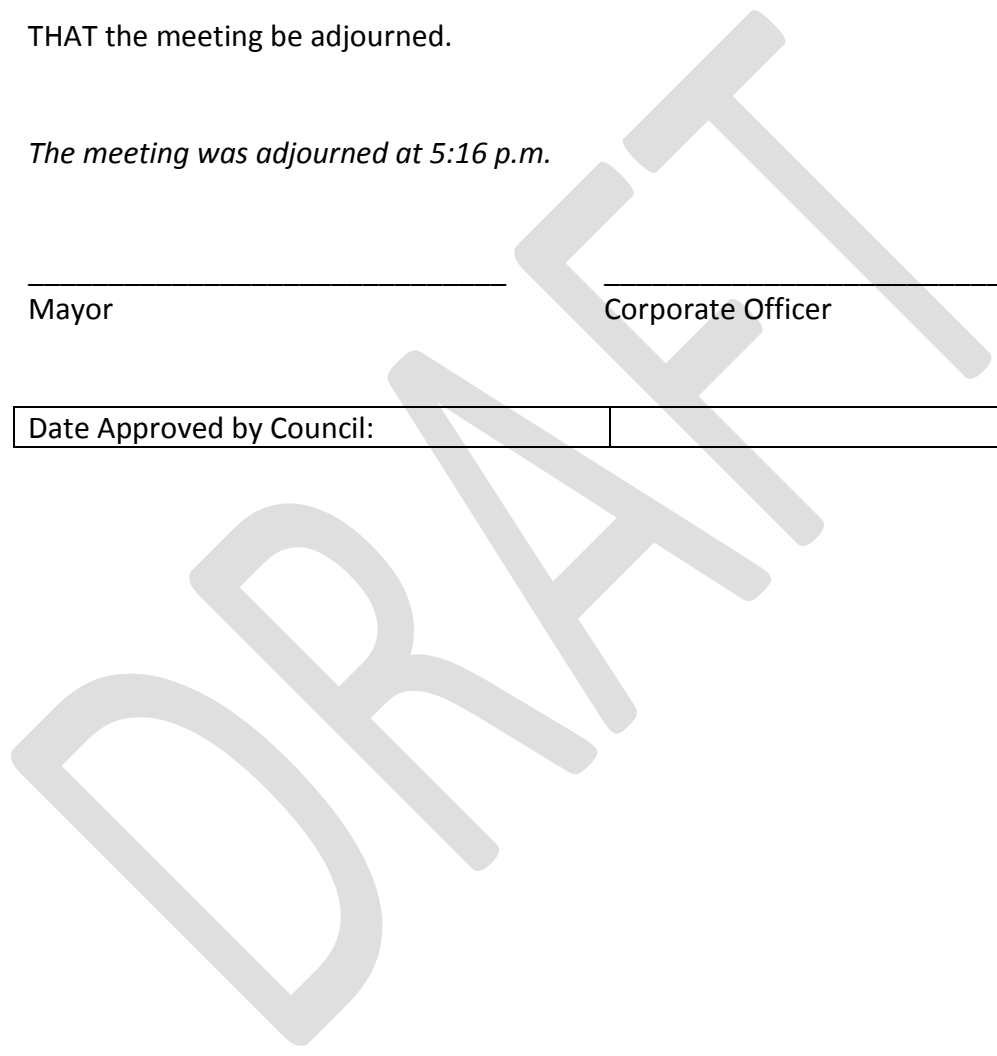 THAT the meeting be adjourned.
The meeting was adjourned at 5:16 p.m.
Mayor Corporate Officer
Date Approved by Council:
DRAFT